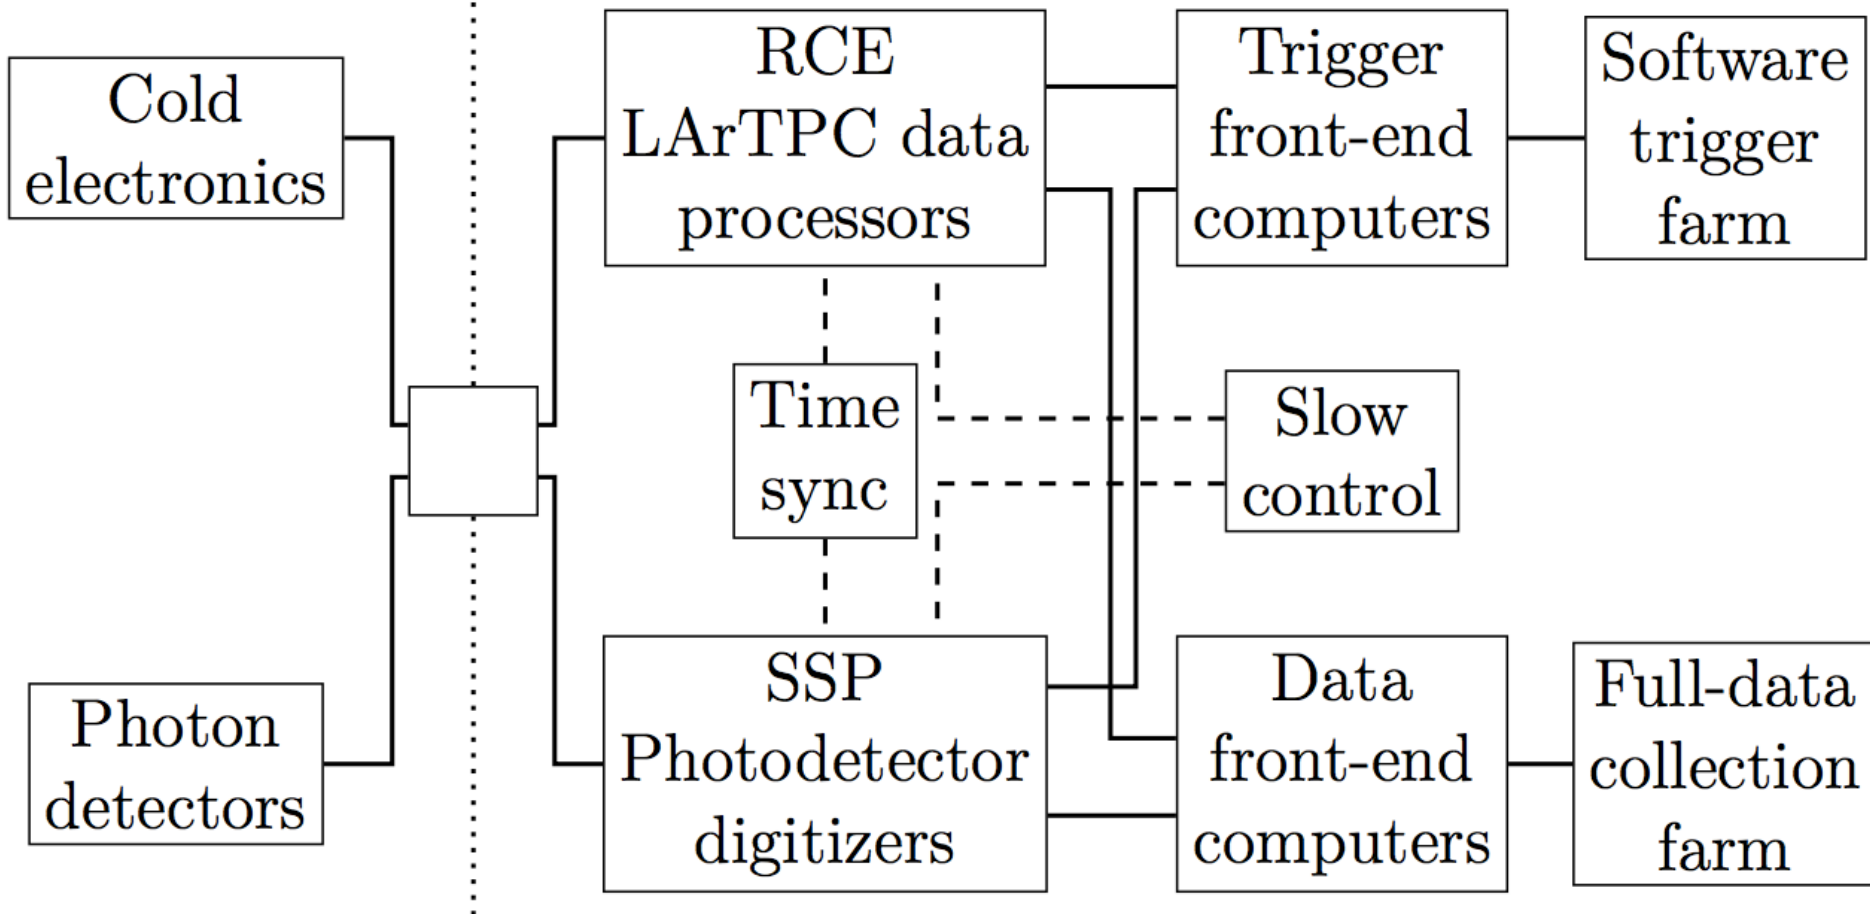 Cold
electronics
RCE
LArTPC data
processors
Trigger
front-end
computers
Software
trigger
farm
Time
sync
Slow
control
Photon
detectors
SSP
Photodetector
digitizers
Data
front-end
computers
Full-data
collection
farm